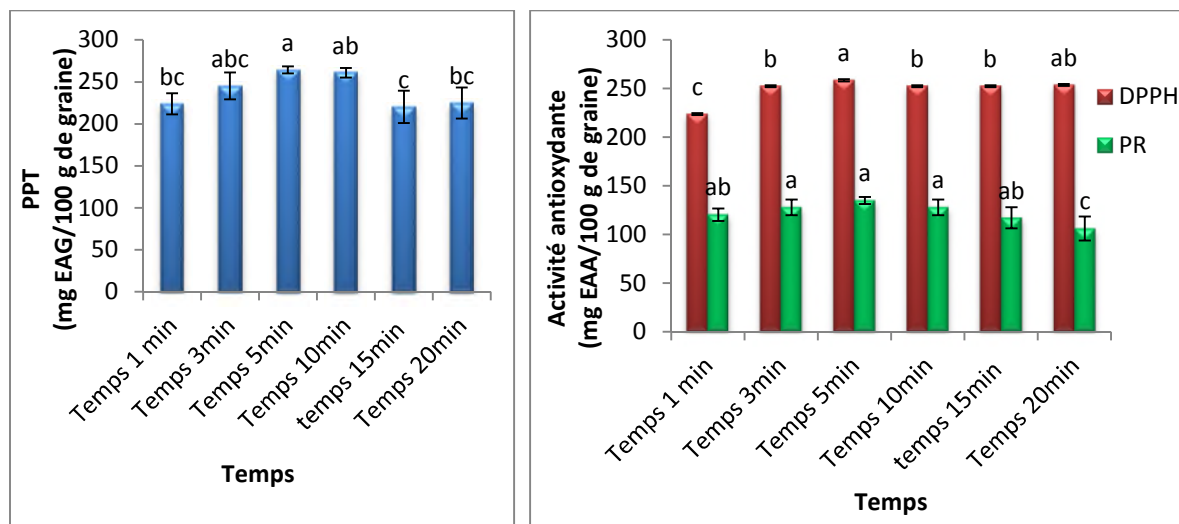 PPT
(mg EAG/100 g de graine)
300
250
200
150
100
50
0
bc
abc
a
ab
c
bc
Temps 1 min
Temps 3min
Temps 5min
Temps 10min
temps 15min
Temps 20min
Temps
Activité antioxydante
(mg EAA/100 g de graine)
300
250
200
150
100
50
0
c
b
a
b
b
ab
ab
a
a
a
ab
c
DPPH
PR
Temps 1 min
Temps 3min
Temps 5min
Temps 10min
temps 15min
Temps 20min
Temps